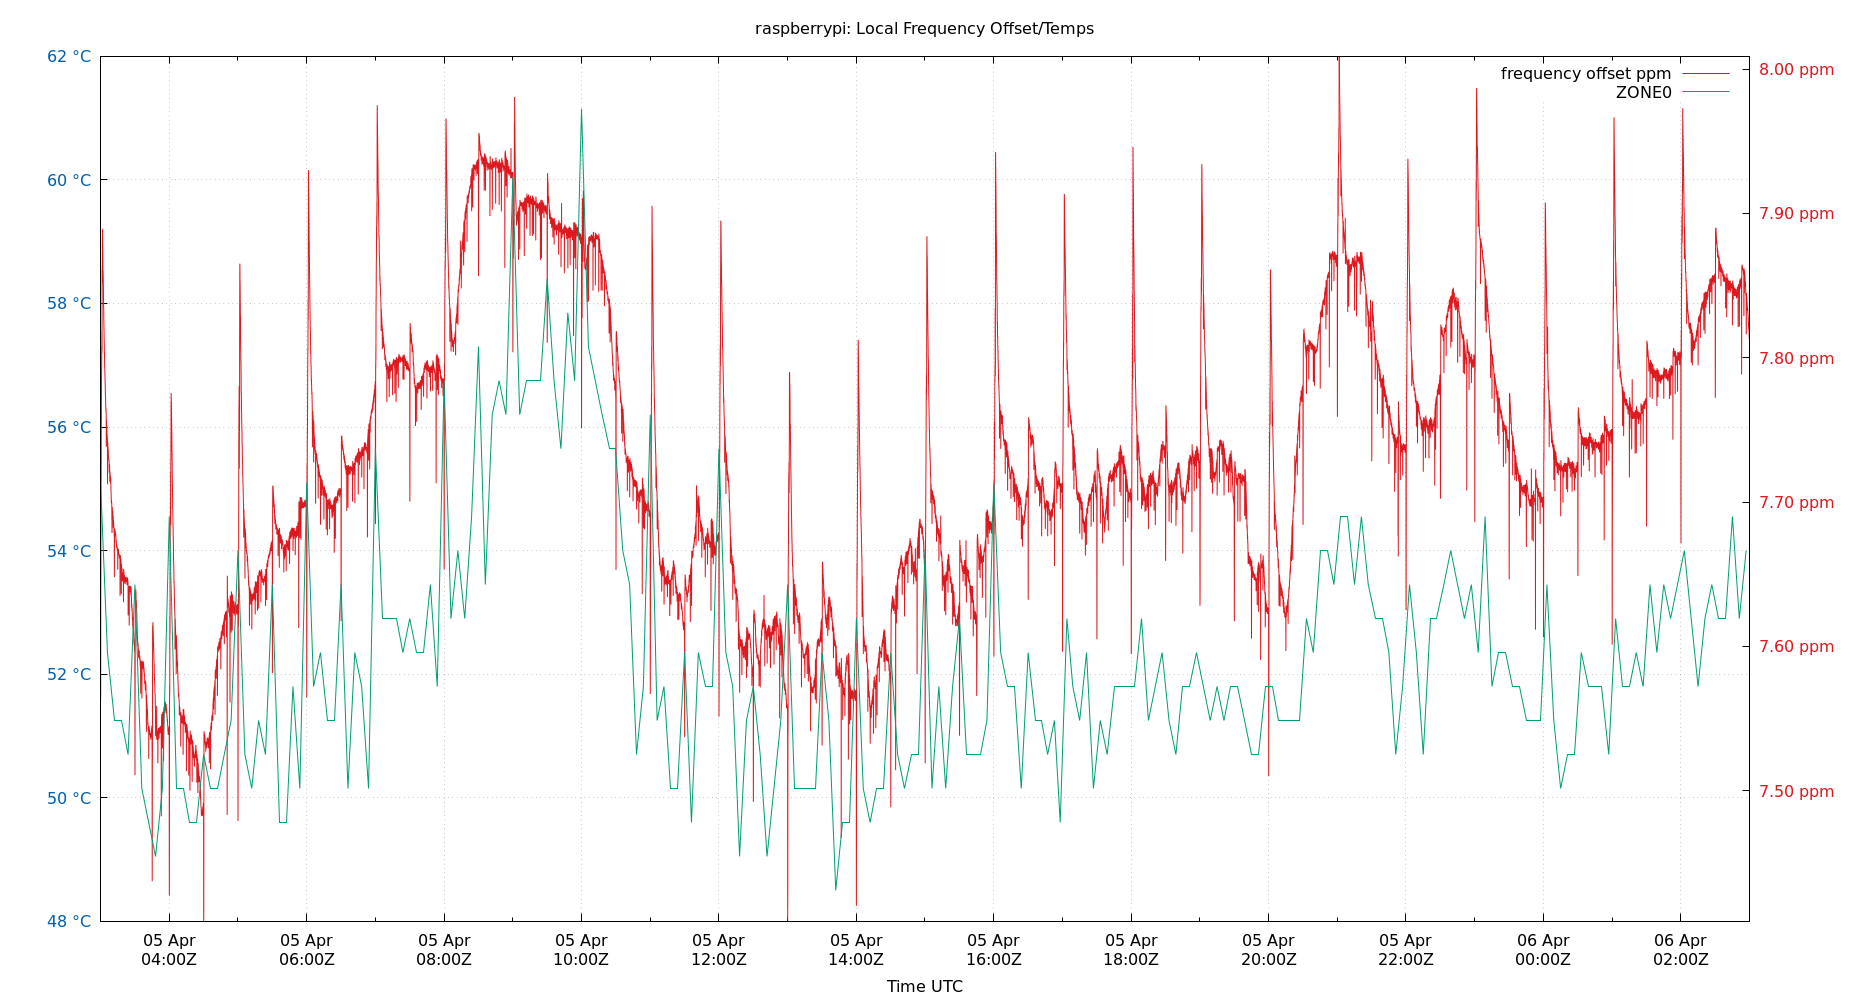 raspberrypi: Local Frequency Offset/Temps
62 °C
60 °C
58 °C
56 °C
54 °C
52 °C
50 °C
48 °C
8.00 ppm
7.90 ppm
7.80 ppm
7.70 ppm
7.60 ppm
7.50 ppm
frequency offset ppm
ZONE0
05 Apr 05 Apr 05 Apr 05 Apr 05 Apr 05 Apr 05 Apr 05 Apr 05 Apr 05 Apr 06 Apr 06 Apr
04:00Z 06:00Z 08:00Z 10:00Z 12:00Z 14:00Z 16:00Z 18:00Z 20:00Z 22:00Z 00:00Z 02:00Z
Time UTC